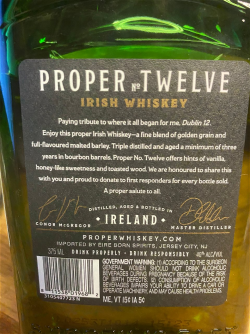 PROPER No. TWELVE
IRISH WHISKEY
Paying tribute to where it all began for me. Dublin 12.
Enjoy this proper Irish Whiskey—a fine blend of golden grain and
full-flavoured malted barley. Triple distilled and aged a minimum of three
years in bourbon barrels. Proper No. Twelve offers hints of vanilla,
honey-like sweetness and toasted wood. We are honoured to share this
with you and proud to donate to first responders for every bottle sold.
A proper salute to all.
DISTILLED, AGED & BOTTLED IN
• IRELAND •
CONOR McGREGOR
MASTER DISTILLER
PROPERWHISKEY.COM
IMPORTED BY EIRE BORN SPIRITS, JERSEY CITY, NJ
375 ML DRINK PROPERLY - DRINK RESPONSIBLY 40% ALC/VOL
GOVERNMENT WARNING: (1) ACCORDING TO THE SURGEON
GENERAL, WOMEN SHOULD NOT DRINK ALCOHOLIC
BEVERAGES DURING PREGNANCY BECAUSE OF THE RISK
OF BIRTH DEFECTS. (2) CONSUMPTION OF ALCOHOLIC
BEVERAGES IMPAIRS YOUR ABILITY TO DRIVE A CAR OR
OPERATE MACHINERY, AND MAY CAUSE HEALTH PROBLEMS.
ME, VT 15¢ IA 5¢